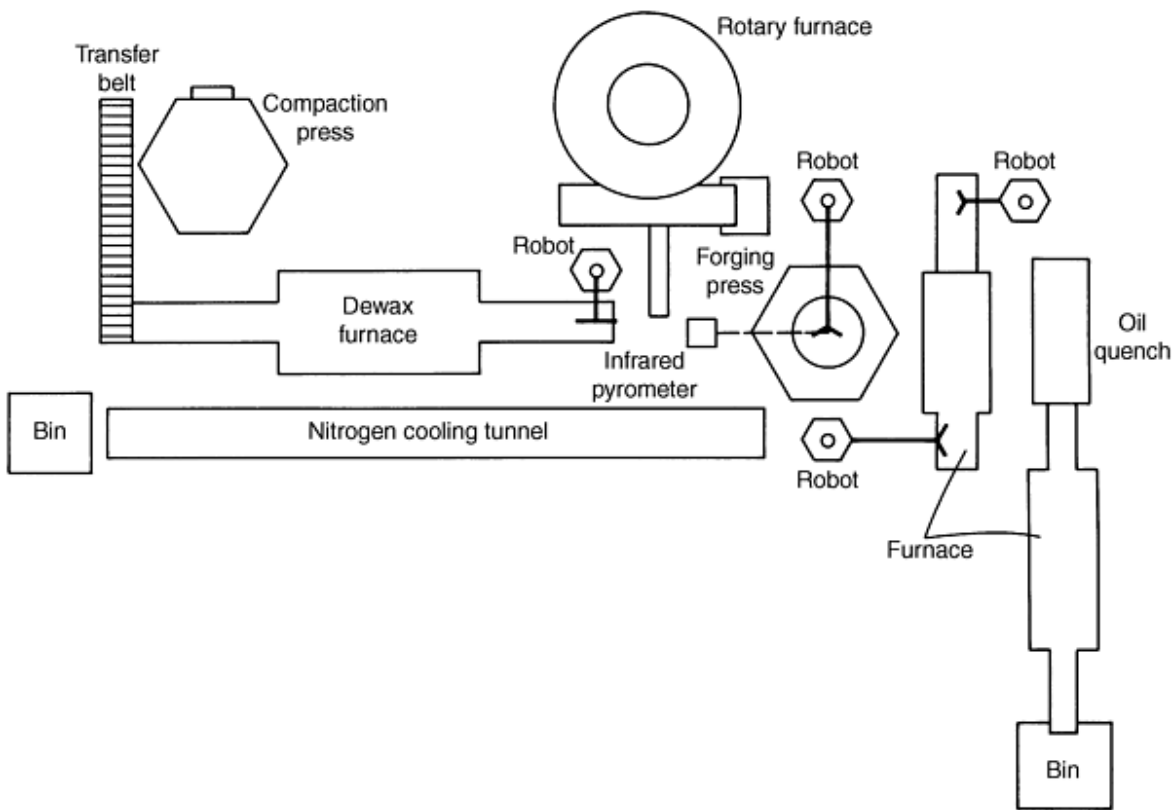 Rotary furnace
Transfer
belt
Compaction
press
Robot
Robot
Robot
Forging
press
Dewax
furnace
Oil
quench
Infrared
pyrometer
Bin
Nitrogen cooling tunnel
Robot
Furnace
Bin